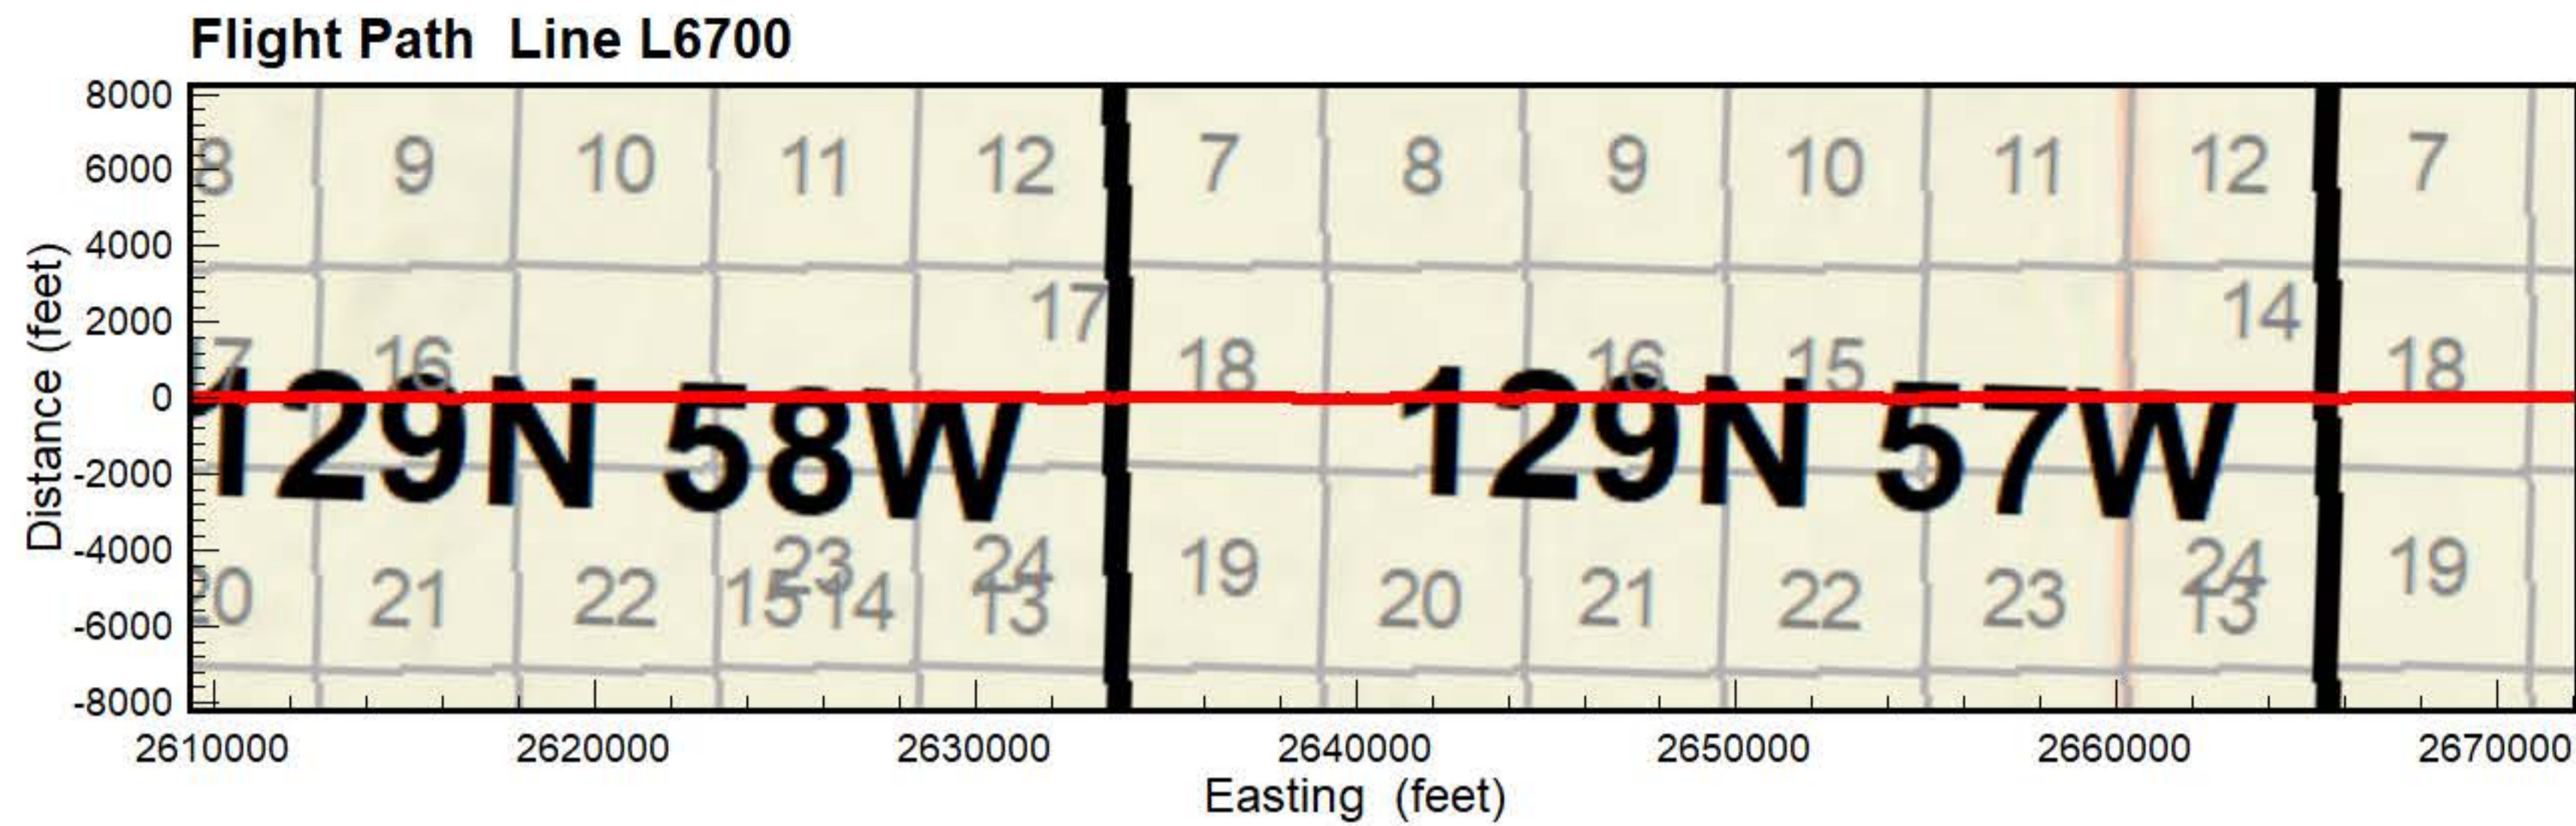 Flight Path Line L6700
8000
6000
4000
2000
0
-2000
-4000
-6000
-8000
Distance (feet)
8 9 10 11 12 7 8 9 10 11 12 7
17 14
7 16 18 16 15 18
129N 58W 129N 57W
23 24 19 24 19
20 21 22 15 14 13 20 21 22 23 13
2610000 2620000 2630000 2640000 2650000 2660000 2670000
Easting (feet)